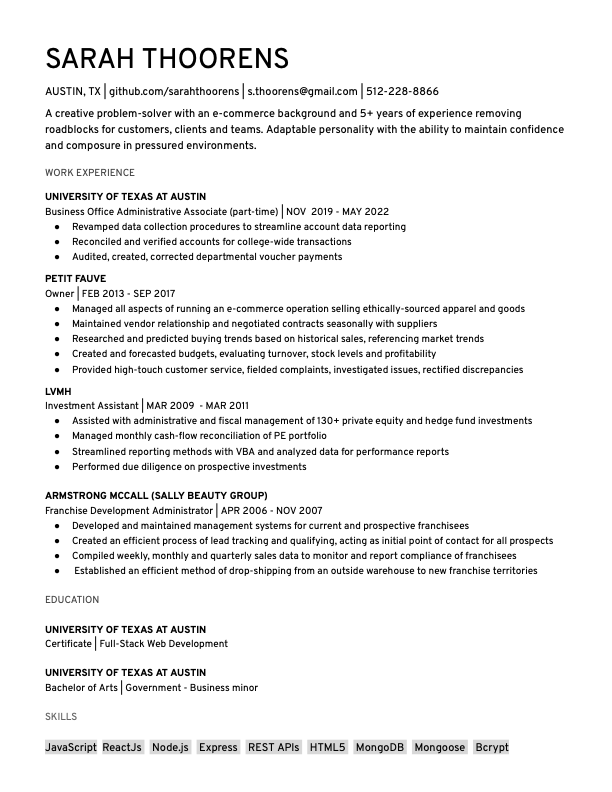 SARAH THOORENS
AUSTIN, TX | github.com/sarahthoorens | s.thoorens@gmail.com | 512-228-8866
A creative problem-solver with an e-commerce background and 5+ years of experience removing
roadblocks for customers, clients and teams. Adaptable personality with the ability to maintain confidence
and composure in pressured environments.
WORK EXPERIENCE
UNIVERSITY OF TEXAS AT AUSTIN
Business Office Administrative Associate (part-time) | NOV 2019 - MAY 2022
● Revamped data collection procedures to streamline account data reporting
● Reconciled and verified accounts for college-wide transactions
● Audited, created, corrected departmental voucher payments
PETIT FAUVE
Owner | FEB 2013 - SEP 2017
● Managed all aspects of running an e-commerce operation selling ethically-sourced apparel and goods
● Maintained vendor relationship and negotiated contracts seasonally with suppliers
● Researched and predicted buying trends based on historical sales, referencing market trends
● Created and forecasted budgets, evaluating turnover, stock levels and profitability
● Provided high-touch customer service, fielded complaints, investigated issues, rectified discrepancies
LVMH
Investment Assistant | MAR 2009 - MAR 2011
● Assisted with administrative and fiscal management of 130+ private equity and hedge fund investments
● Managed monthly cash-flow reconciliation of PE portfolio
● Streamlined reporting methods with VBA and analyzed data for performance reports
● Performed due diligence on prospective investments
ARMSTRONG MCCALL (SALLY BEAUTY GROUP)
Franchise Development Administrator | APR 2006 - NOV 2007
● Developed and maintained management systems for current and prospective franchisees
● Created an efficient process of lead tracking and qualifying, acting as initial point of contact for all prospects
● Compiled weekly, monthly and quarterly sales data to monitor and report compliance of franchisees
● Established an efficient method of drop-shipping from an outside warehouse to new franchise territories
EDUCATION
UNIVERSITY OF TEXAS AT AUSTIN
Certificate | Full-Stack Web Development
UNIVERSITY OF TEXAS AT AUSTIN
Bachelor of Arts | Government - Business minor
SKILLS
JavaScript ReactJs Node.js Express REST APIs HTML5 MongoDB Mongoose Bcrypt